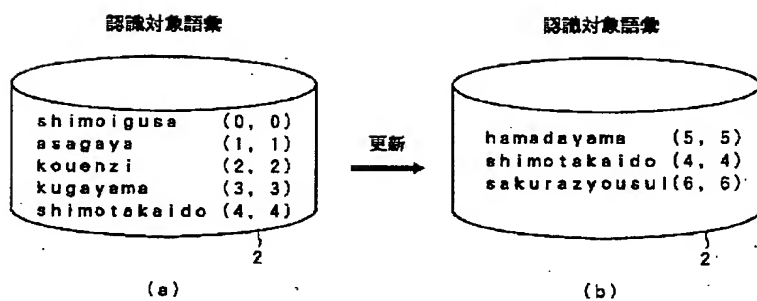 認識対象語彙
shimoigusa (0, 0)
asagaya (1, 1)
kouenzi (2, 2)
kugayama (3, 3)
shimotakaido (4, 4)
2
(a)
更新
認識対象語彙
hamadayama (5, 5)
shimotakaido (4, 4)
sakurazyousui(6, 6)
2
(b)